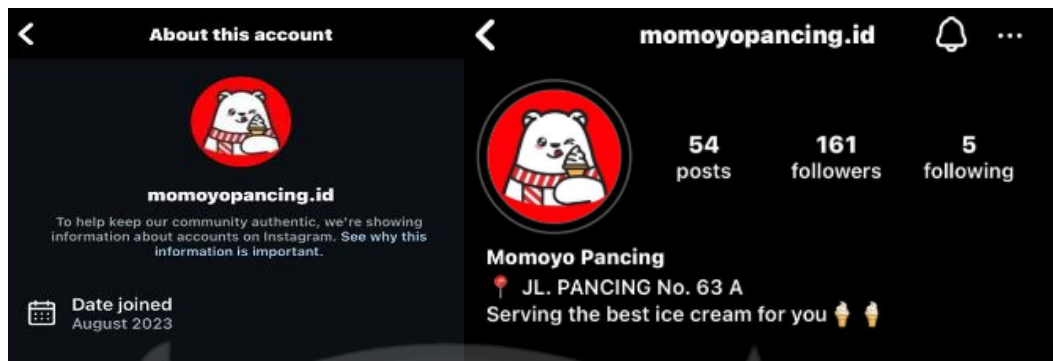 About this account
momoyopancing.id
To help keep our community authentic, we're showing
information about accounts on Instagram. See why this
information is important.
Date joined
August 2023
momoyopancing.id
54
posts
161
followers
5
following
Momoyo Pancing
JL. PANCING No. 63 A
Serving the best ice cream for you